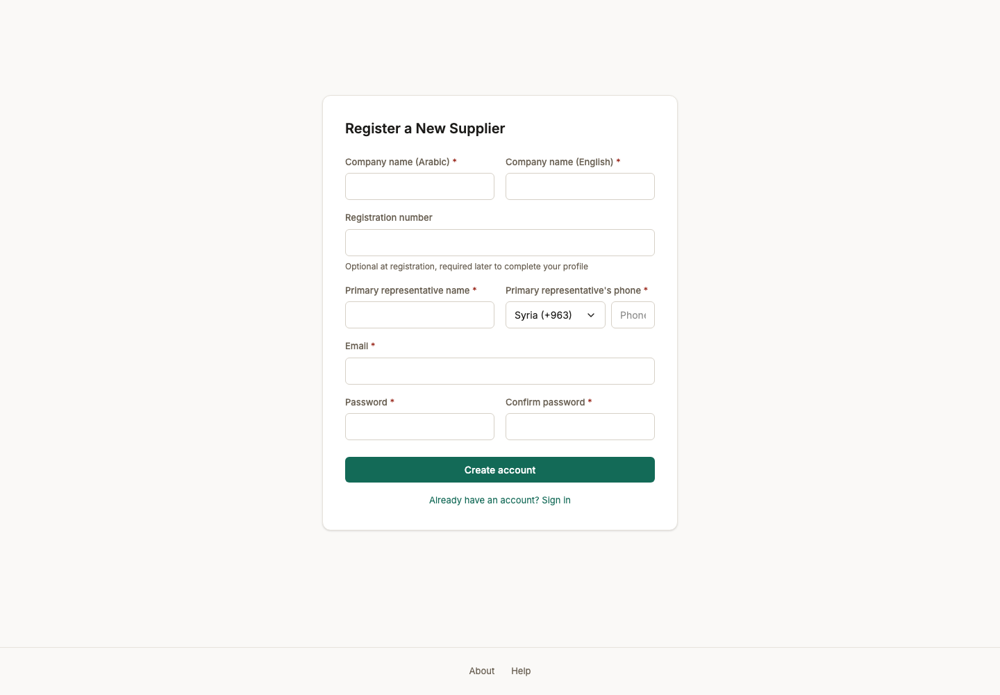 Register a New Supplier
Company name (Arabic) *
Company name (English) *
Registration number
Optional at registration, required later to complete your profile
Primary representative name *
Primary representative's phone *
Syria (+963)
Phone
Email *
Password *
Confirm password *
Create account
Already have an account? Sign in
About
Help